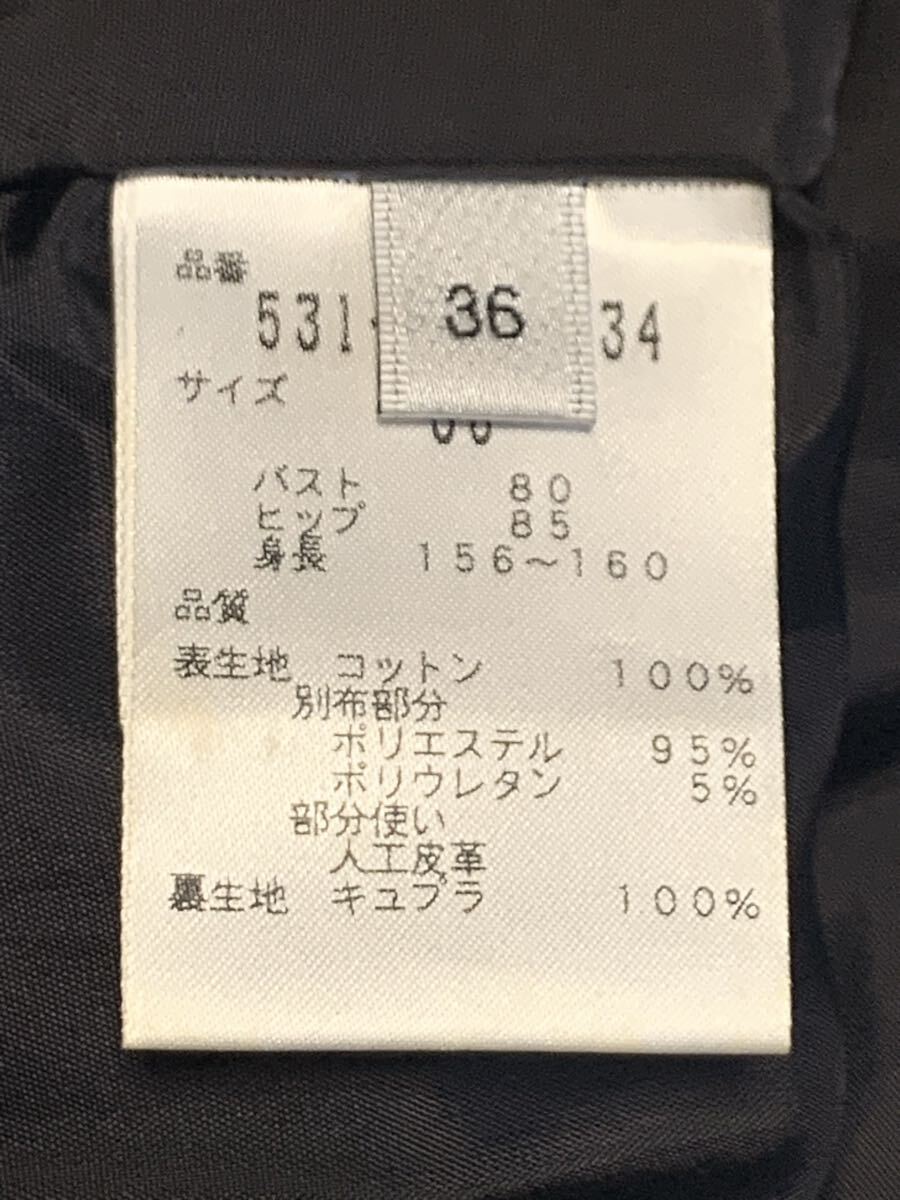 品番
531 36 34
サイズ
バスト 80
ヒップ 85
身長 156~160
品質
表生地 コットン 100%
別布部分
ポリエステル 95%
ポリウレタン 5%
部分使い
人工皮革
裏生地 キュプラ 100%